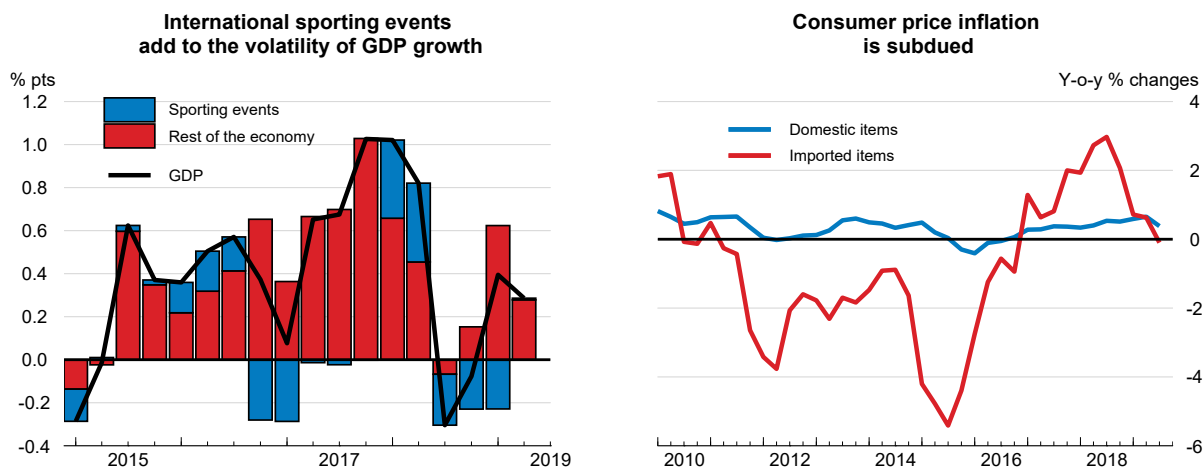 International sporting events
add to the volatility of GDP growth
% pts
1.2
1.0
0.8
0.6
0.4
0.2
0.0
-0.2
-0.4
Sporting events
Rest of the economy
GDP
2015
2017
2019
Consumer price inflation
is subdued
Y-o-y % changes
4
2
0
-2
-4
-6
Domestic items
Imported items
2010
2012
2014
2016
2018